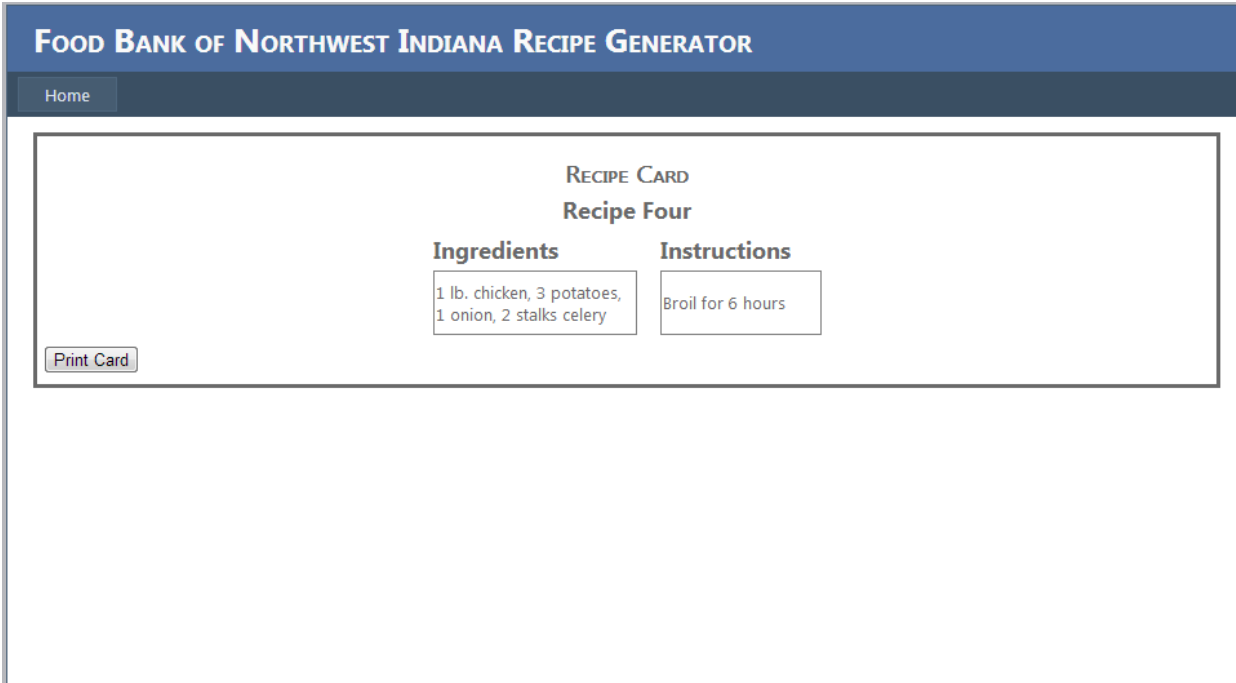 Food Bank of Northwest Indiana Recipe Generator
Home
Recipe Card
Recipe Four
Ingredients
1 lb. chicken, 3 potatoes,
1 onion, 2 stalks celery
Instructions
Broil for 6 hours
Print Card